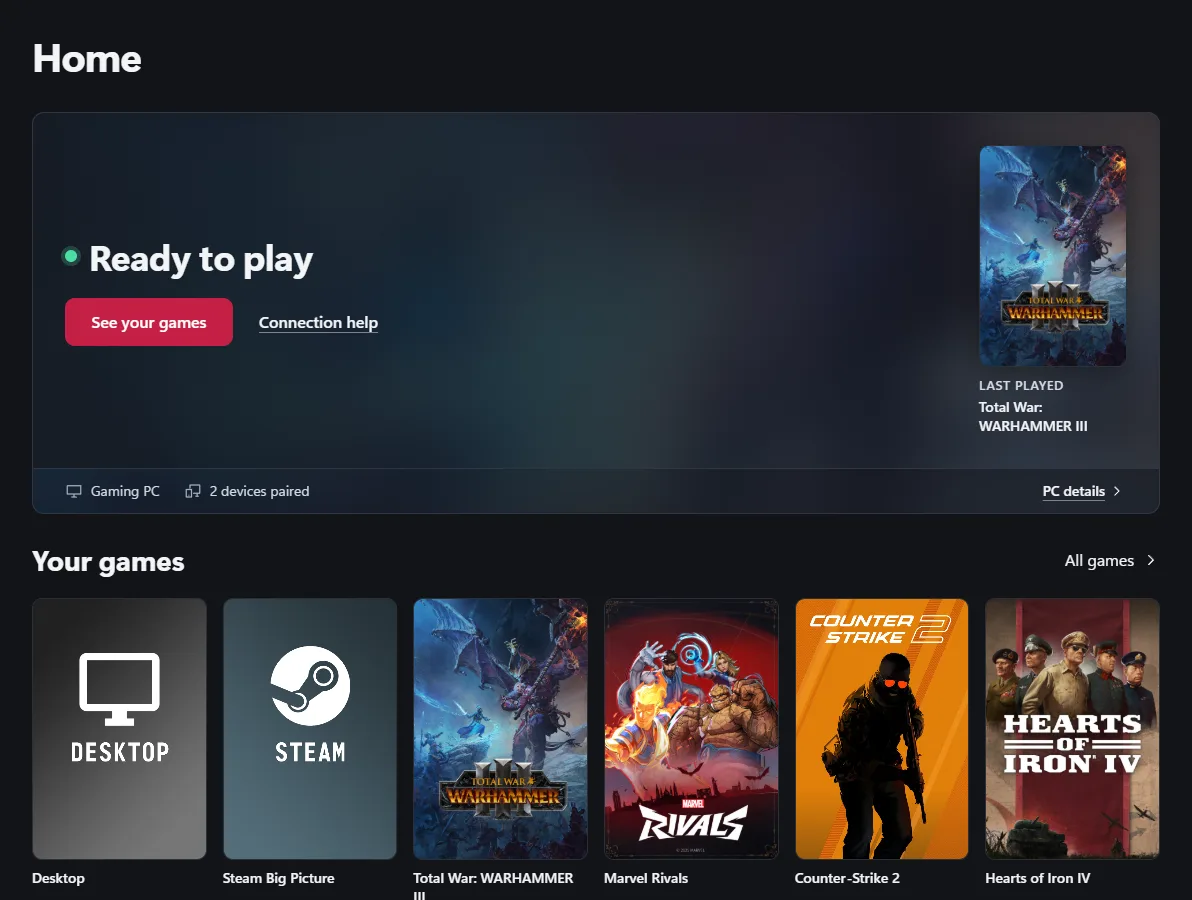 Home
Ready to play
See your games
Connection help
TOTAL WAR
WARHAMMER
III
LAST PLAYED
Total War:
WARHAMMER III
Gaming PC
2 devices paired
PC details
Your games
All games
DESKTOP
STEAM
TOTAL WAR
WARHAMMER
III
MARVEL
RIVALS
COUNTER
STRIKE 2
HEARTS
OF
IRON IV
Desktop
Steam Big Picture
Total War: WARHAMMER
III
Marvel Rivals
Counter-Strike 2
Hearts of Iron IV